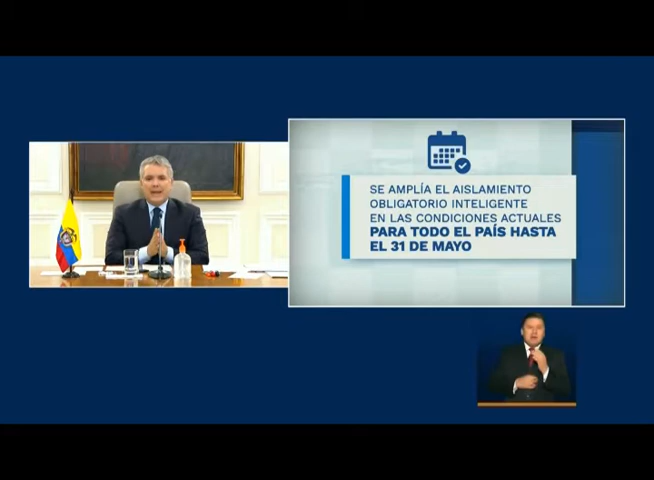 SE AMPLÍA EL AISLAMIENTO
OBLIGATORIO INTELIGENTE
EN LAS CONDICIONES ACTUALES
PARA TODO EL PAÍS HASTA
EL 31 DE MAYO